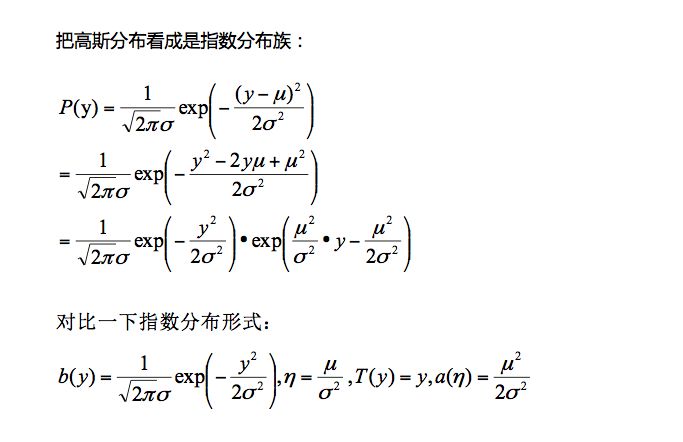 把高斯分布看成是指数分布族：
P(y) = \frac{1}{\sqrt{2\pi}\sigma} \exp\left(-\frac{(y-\mu)^2}{2\sigma^2}\right)
= \frac{1}{\sqrt{2\pi}\sigma} \exp\left(-\frac{y^2-2y\mu+\mu^2}{2\sigma^2}\right)
= \frac{1}{\sqrt{2\pi}\sigma} \exp\left(-\frac{y^2}{2\sigma^2}\right) \bullet \exp\left(\frac{\mu^2}{\sigma^2} \bullet y - \frac{\mu^2}{2\sigma^2}\right)
对比一下指数分布形式：
b(y) = \frac{1}{\sqrt{2\pi}\sigma} \exp\left(-\frac{y^2}{2\sigma^2}\right), \eta = \frac{\mu}{\sigma^2}, T(y) = y, a(\eta) = \frac{\mu^2}{2\sigma^2}